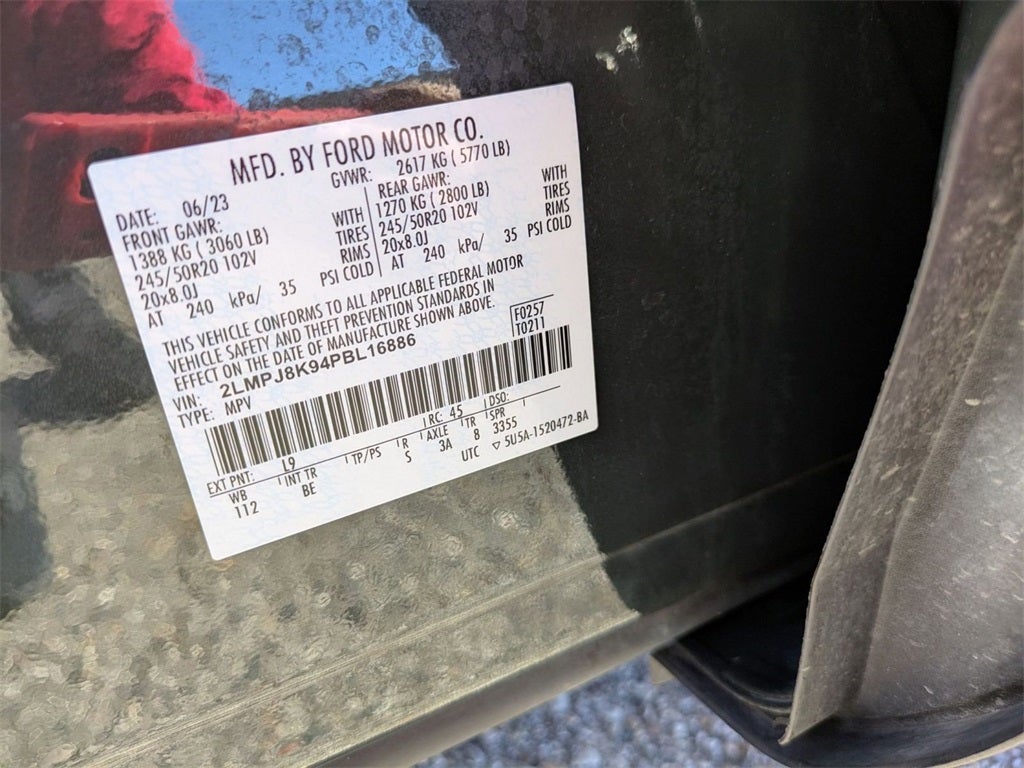 MFD. BY FORD MOTOR CO.
DATE: 06/23 GVWR: 2617 KG ( 5770 LB)
FRONT GAWR: REAR GAWR:
1388 KG ( 3060 LB) WITH 1270 KG ( 2800 LB) WITH
245/50R20 102V TIRES 245/50R20 102V TIRES
20x8.0J RIMS 20x8.0J RIMS
AT 240 kPa/ 35 PSI COLD AT 240 kPa/ 35 PSI COLD
THIS VEHICLE CONFORMS TO ALL APPLICABLE FEDERAL MOTOR
VEHICLE SAFETY AND THEFT PREVENTION STANDARDS IN
EFFECT ON THE DATE OF MANUFACTURE SHOWN ABOVE.
F0257
T0211
VIN: 2LMPJ8K94PBL16886
TYPE: MPV
EXT PNT: L9 RC: 45 DSO:
WB INT TR TP/PS R AXLE TR SPR
112 BE S 3A 8 3355
UTC ▽ 5U5A-1520472-BA